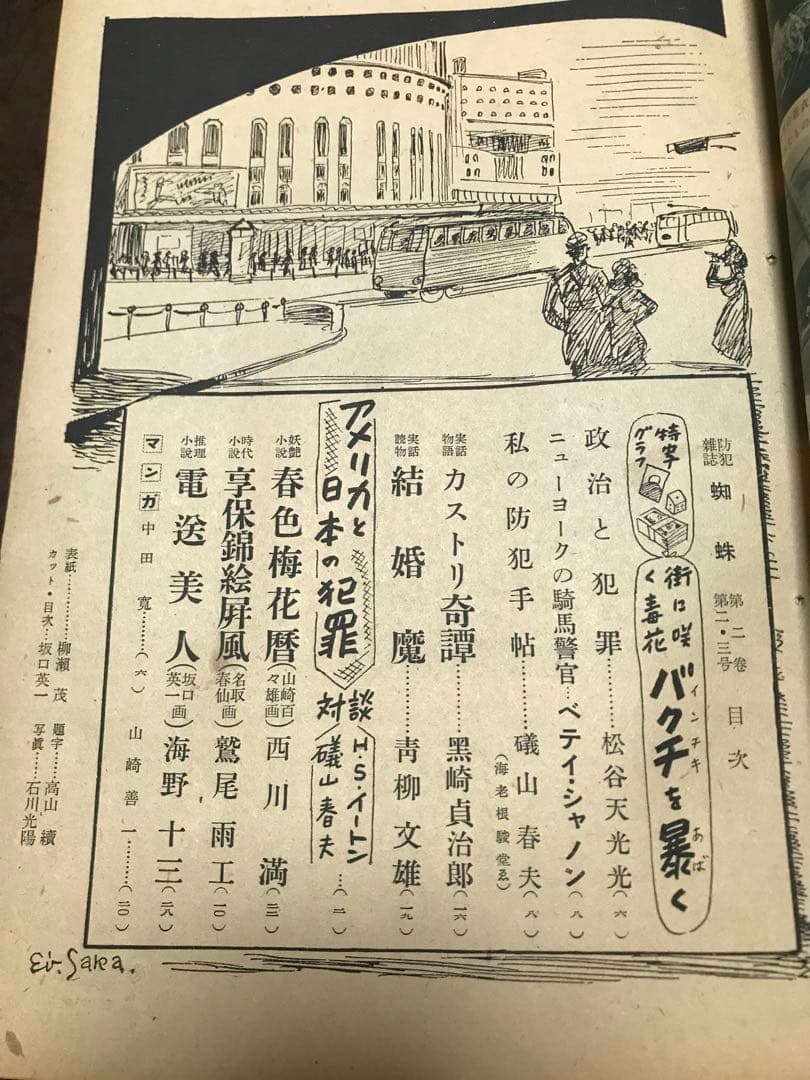 防犯雑誌 蜘蛛 第二巻 第二・三号 目次
特写グラフ 街に咲く毒花 バクチを暴く
インチキ
あば
政治と犯罪………松谷天光光(六)
ニューヨークの騎馬警官…ベテイ・シャノン(八)
私の防犯手帖……礒山春夫(八)
(海老根駿堂ゑ)
実話物語 カストリ奇譚………黒崎貞治郎(一六)
実話読物 結婚魔………靑柳文雄(一九)
アメリカと日本の犯罪 対談 H・S・イートン 礒山春夫…(二)
妖艶小説 春色梅花暦(山崎百々雄画)西川満(二三)
時代小説 享保錦絵屛風(名取春仙画)鷲尾雨工(一〇)
推理小説 電送美人(坂口英一画)海野十三(二八)
マンガ 中田寛………(六) 山崎善一………(二〇)
表紙…………柳瀬茂 題字……高山續
カット・目次…坂口英一 写眞……石川光陽
Ei. Saka.